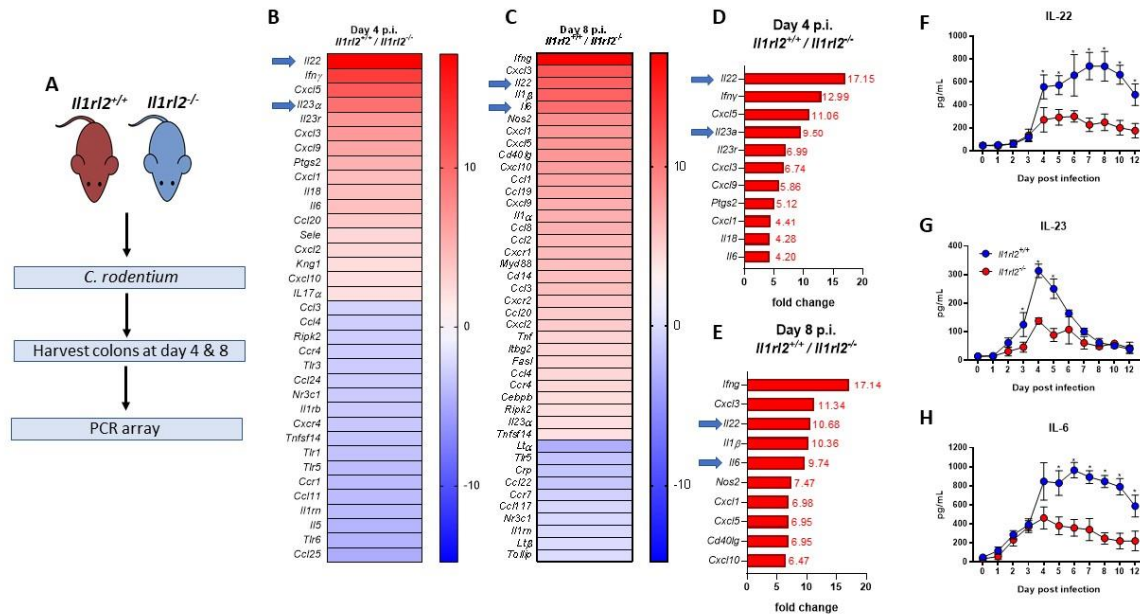 A
Il1rl2+/+ Il1rl2-/-
C. rodentium
Harvest colons at day 4 & 8
PCR array
B
Day 4 p.i.
Il1rl2+/+ / Il1rl2-/-
Il22
Ifnγ
Cxcl5
Il23α
Il23r
Cxcl3
Cxcl9
Ptgs2
Cxcl1
Il18
Il6
Ccl20
Sele
Cxcl2
Kng1
Cxcl10
IL17α
Ccl3
Ccl4
Ripk2
Ccr4
Tlr3
Ccl24
Nr3c1
Il1rb
Cxcr4
Tnfsf14
Tlr1
Tlr5
Ccr1
Ccl11
Il1rn
Il5
Tlr6
Ccl25
10
0
-10
C
Day 8 p.i.
Il1rl2+/+ / Il1rl2-/-
Ifng
Cxcl3
Il22
Il1β
Il6
Nos2
Cxcl1
Cxcl5
Cd40lg
Cxcl10
Ccl1
Ccl19
Cxcl9
Il1α
Ccl8
Ccl2
Cxcr1
Myd88
Cd14
Ccl3
Cxcr2
Ccl20
Cxcl2
Tnf
Itbg2
Fasl
Ccl4
Ccr4
Cebpb
Ripk2
Il23α
Tnfsf14
Ltα
Tlr5
Crp
Ccl22
Ccr7
Ccl117
Nr3c1
Il1rn
Ltβ
Tollip
10
0
-10
D
Day 4 p.i.
Il1rl2+/+ / Il1rl2-/-
Il22 17.15
Ifnγ 12.99
Cxcl5 11.06
Il23a 9.50
Il23r 6.99
Cxcl3 6.74
Cxcl9 5.86
Ptgs2 5.12
Cxcl1 4.41
Il18 4.28
Il6 4.20
0 5 10 15 20
fold change
E
Day 8 p.i.
Il1rl2+/+ / Il1rl2-/-
Ifng 17.14
Cxcl3 11.34
Il22 10.68
Il1β 10.36
Il6 9.74
Nos2 7.47
Cxcl1 6.98
Cxcl5 6.95
Cd40lg 6.95
Cxcl10 6.47
0 5 10 15 20
fold change
F
IL-22
pg/mL
1000
800
600
400
200
0
* * * * * * * *
0 1 2 3 4 5 6 7 8 10 12
Day post infection
G
IL-23
pg/mL
400
300
200
100
0
* * *
Il1rl2+/+
Il1rl2-/-
0 1 2 3 4 5 6 7 8 10 12
Day post infection
H
IL-6
pg/mL
1200
1000
800
600
400
200
0
* * * * * *
0 1 2 3 4 5 6 7 8 9 10 12
Day post infection